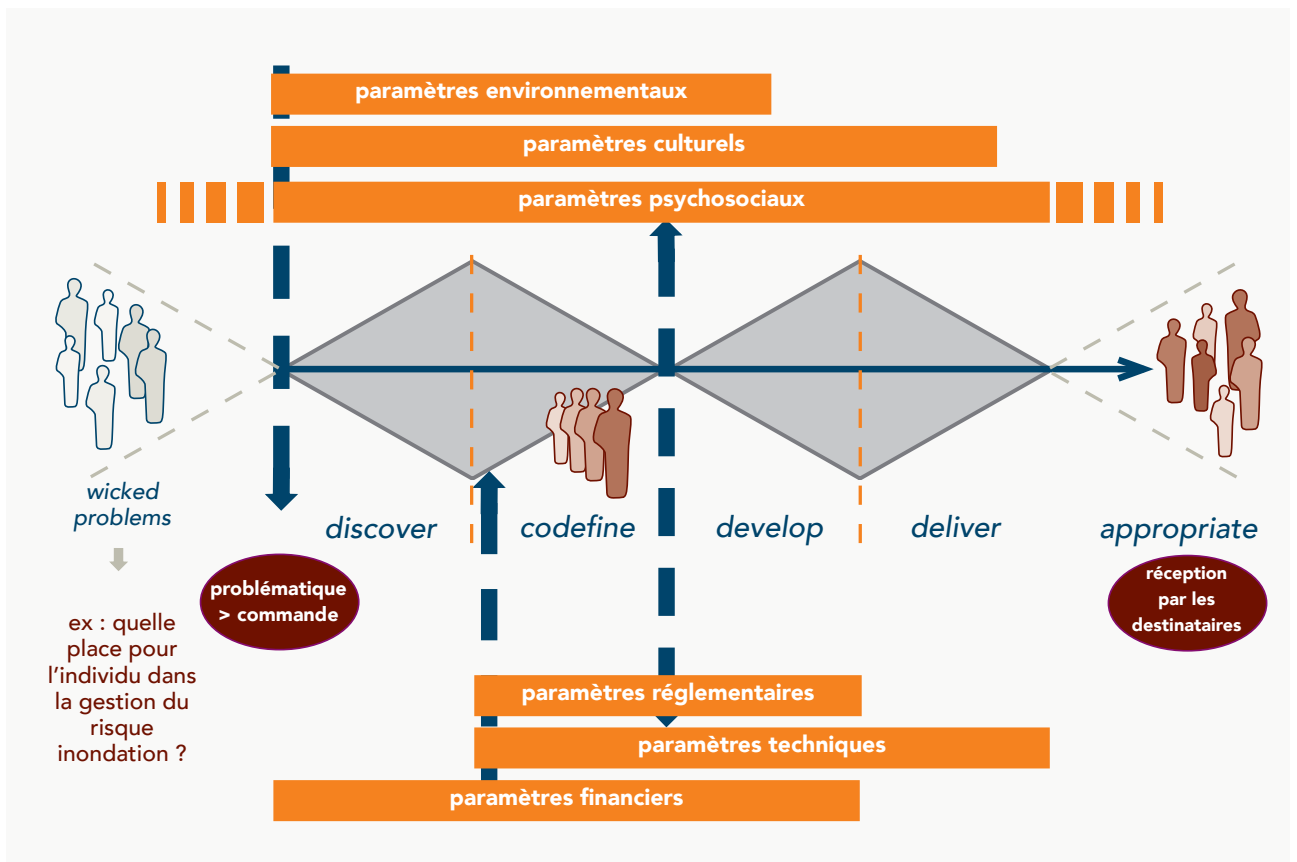 paramètres environnementaux
paramètres culturels
paramètres psychosociaux
wicked
problems
discover
codefine
develop
deliver
appropriate
problématique
> commande
réception
par les
destinataires
ex : quelle
place pour
l'individu dans
la gestion du
risque
inondation ?
paramètres réglementaires
paramètres techniques
paramètres financiers